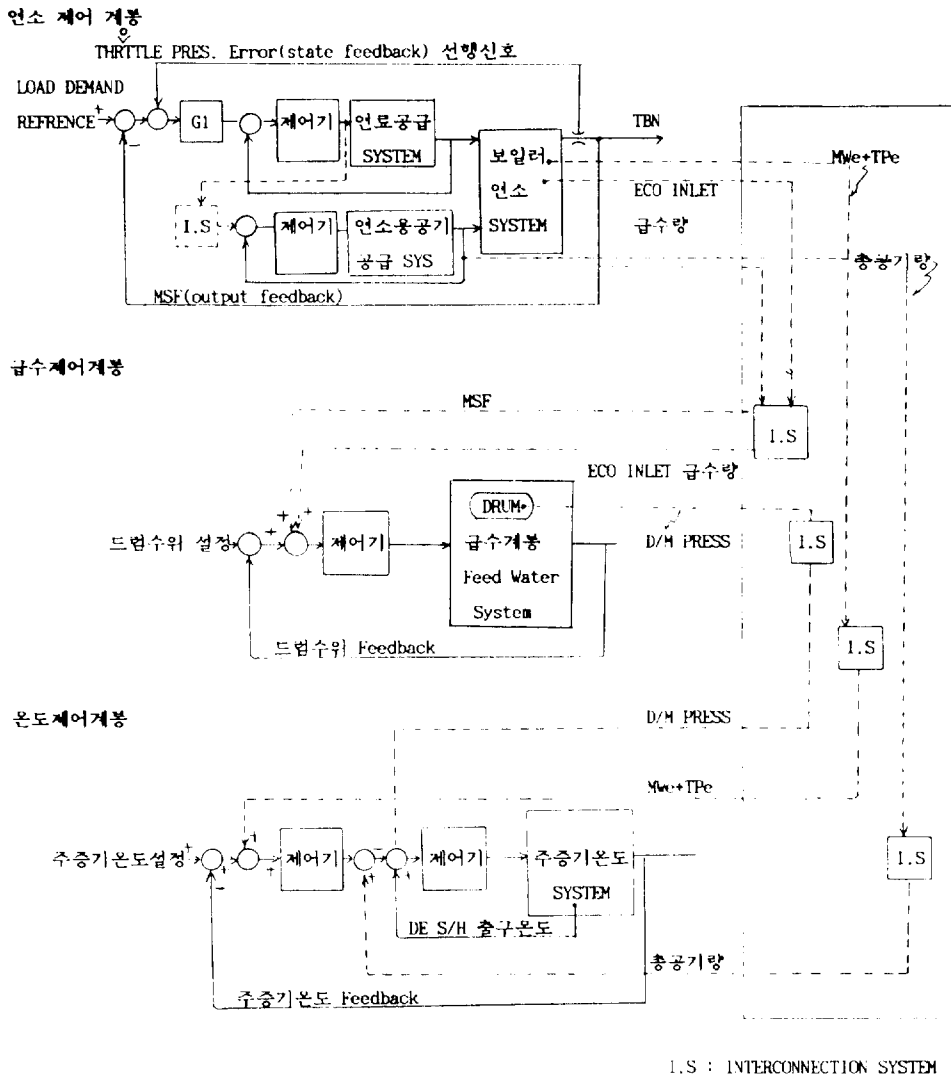 연소 제어 계통
THRTTLE PRES. Error(state feedback) 선행신호
LOAD DEMAND
REFRENCE
+
-
G1
제어기
연료공급
SYSTEM
보일러
연소
SYSTEM
TBN
MWe+TPe
ECO INLET
급수량
I.S
제어기
연소용공기
공급 SYS
총공기량
MSF(output feedback)
급수제어계통
MSF
I.S
ECO INLET 급수량
드럼수위 설정
+
+
+
제어기
DRUM
급수계통
Feed Water
System
D/M PRESS
I.S
드럼수위 Feedback
I.S
온도제어계통
D/M PRESS
Mwe+TPe
주증기온도설정
+
-
+
+
제어기
-
+
+
제어기
주증기온도
SYSTEM
I.S
DE S/H 출구온도
총공기량
주증기온도 Feedback
I.S : INTERCONNECTION SYSTEM